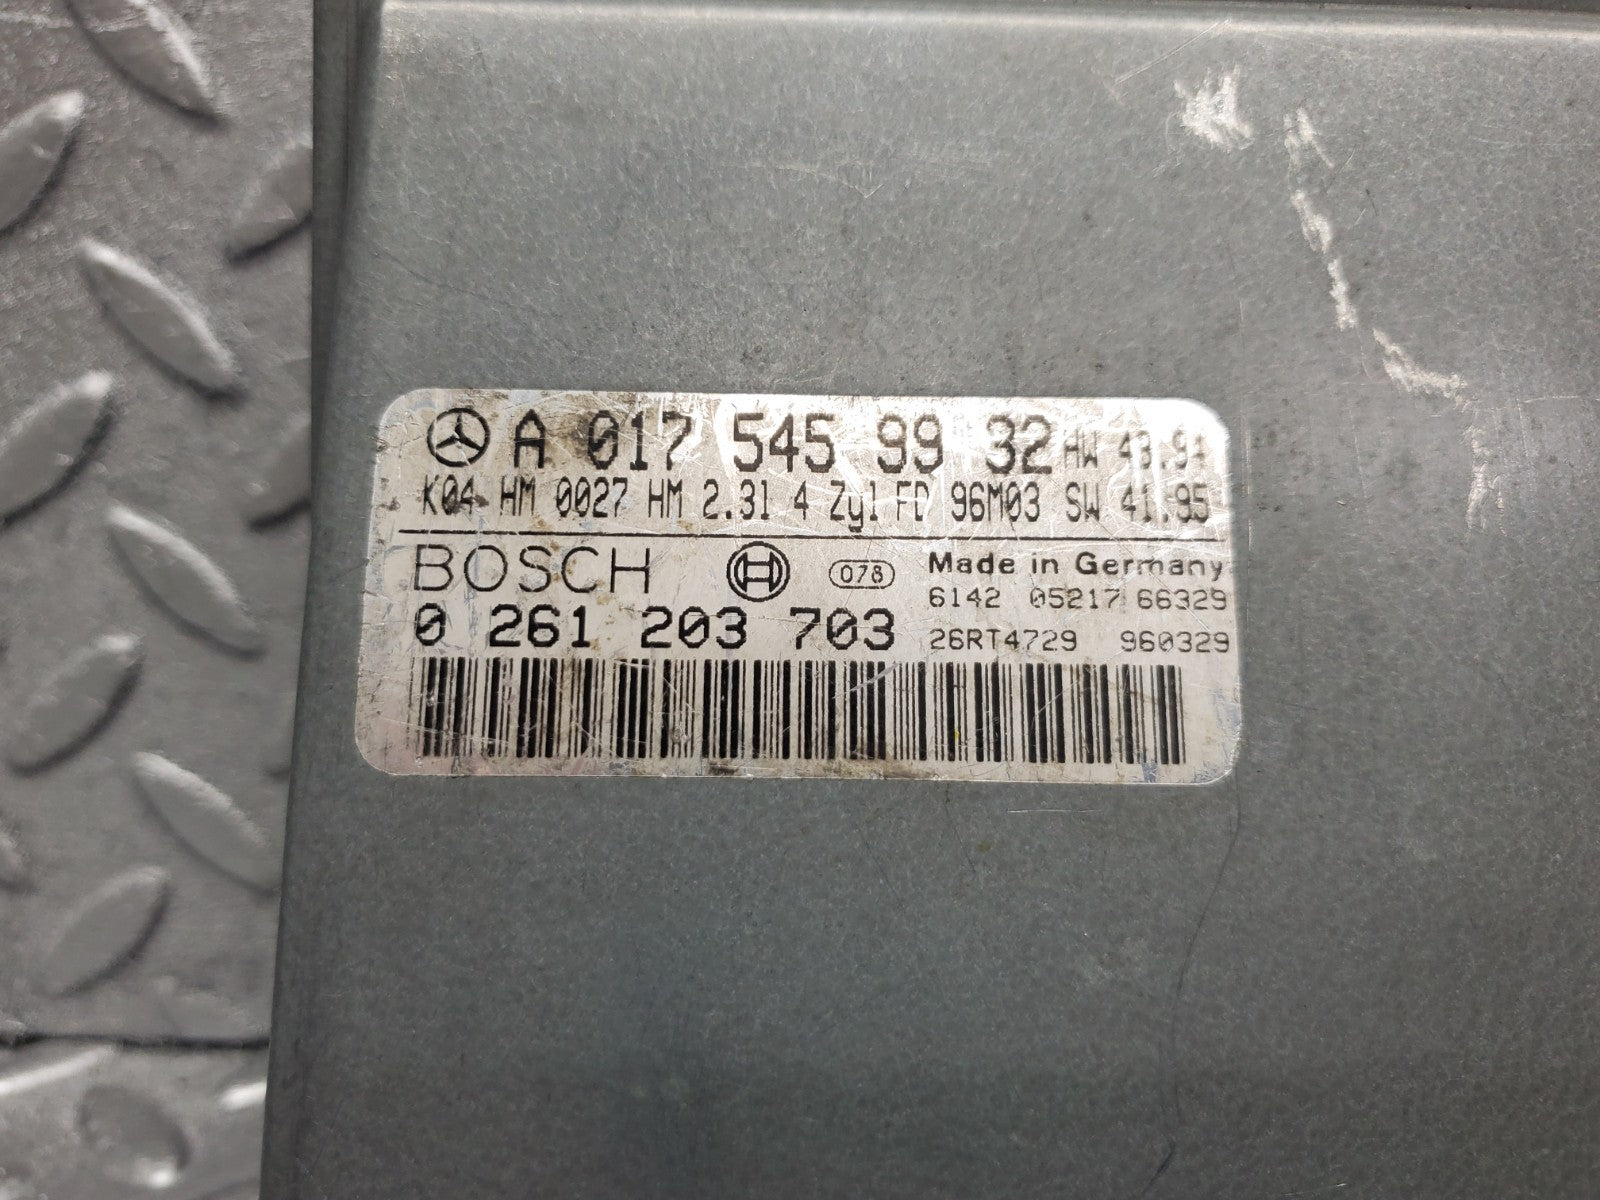 A 017 545 99 32 HW 43.94
K04 HM 0027 HM 2.3l 4 Zyl FD 96M03 SW 41.95
BOSCH 078 Made in Germany
6142 05217 66329
0 261 203 703 26RT4729 960329